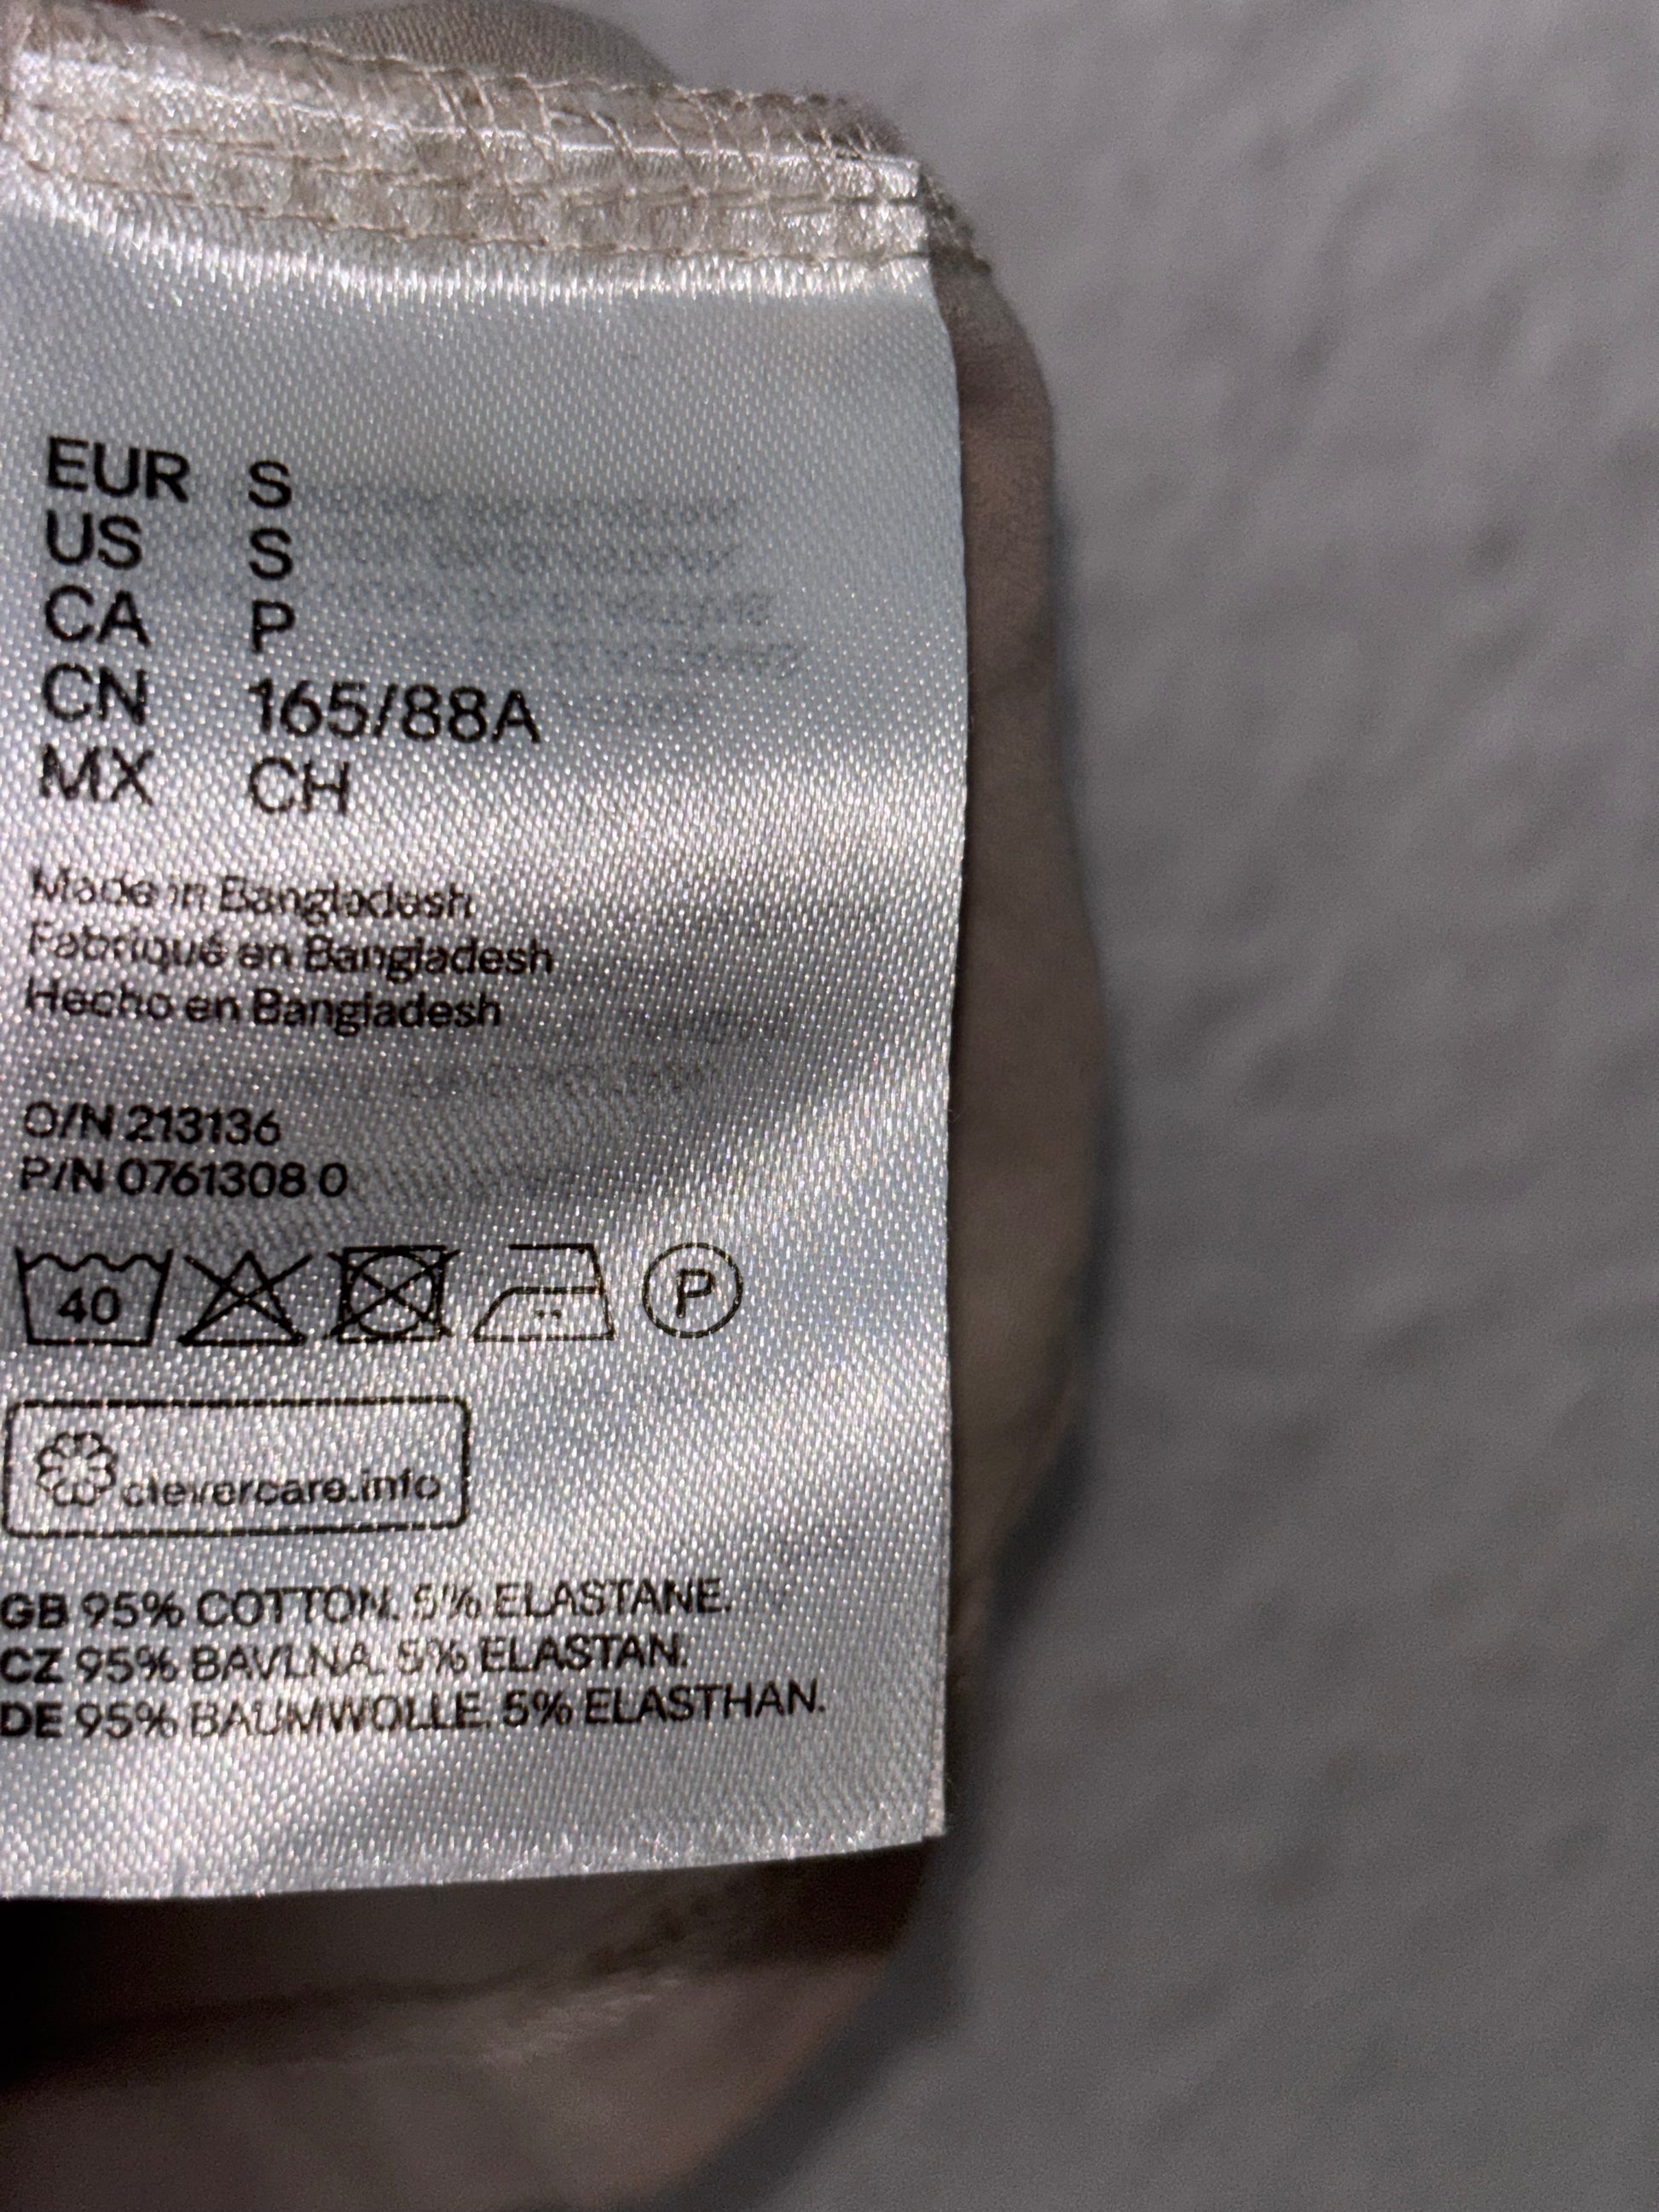 EUR S
US S
CA P
CN 165/88A
MX CH
Made in Bangladesh
Fabriqué en Bangladesh
Hecho en Bangladesh
O/N 213136
P/N 0761308 0
40
P
clevercare.info
GB 95% COTTON. 5% ELASTANE.
CZ 95% BAVLNA. 5% ELASTAN.
DE 95% BAUMWOLLE. 5% ELASTHAN.